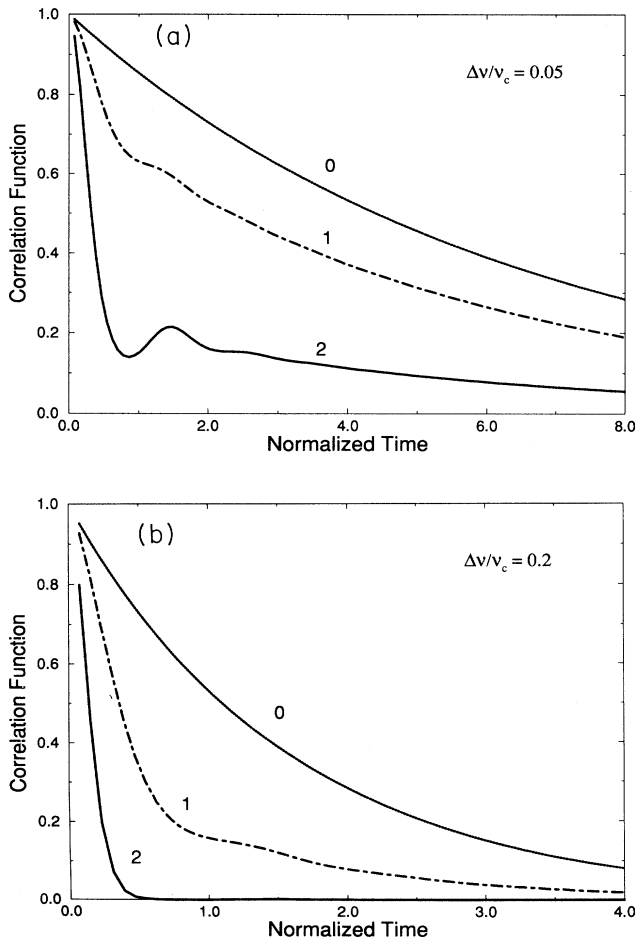 (a)
Δν/ν_c = 0.05
Correlation Function
1.0
0.8
0.6
0.4
0.2
0.0
0
1
2
0.0 2.0 4.0 6.0 8.0
Normalized Time
(b)
Δν/ν_c = 0.2
Correlation Function
1.0
0.8
0.6
0.4
0.2
0.0
0
1
2
0.0 1.0 2.0 3.0 4.0
Normalized Time